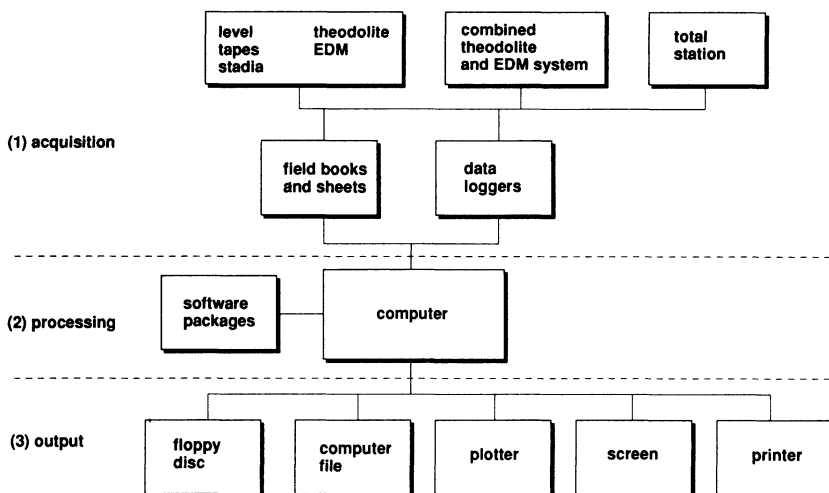 level theodolite
tapes EDM
stadia
combined
theodolite
and EDM system
total
station
(1) acquisition
field books
and sheets
data
loggers
(2) processing
software
packages
computer
(3) output
floppy
disc
computer
file
plotter
screen
printer